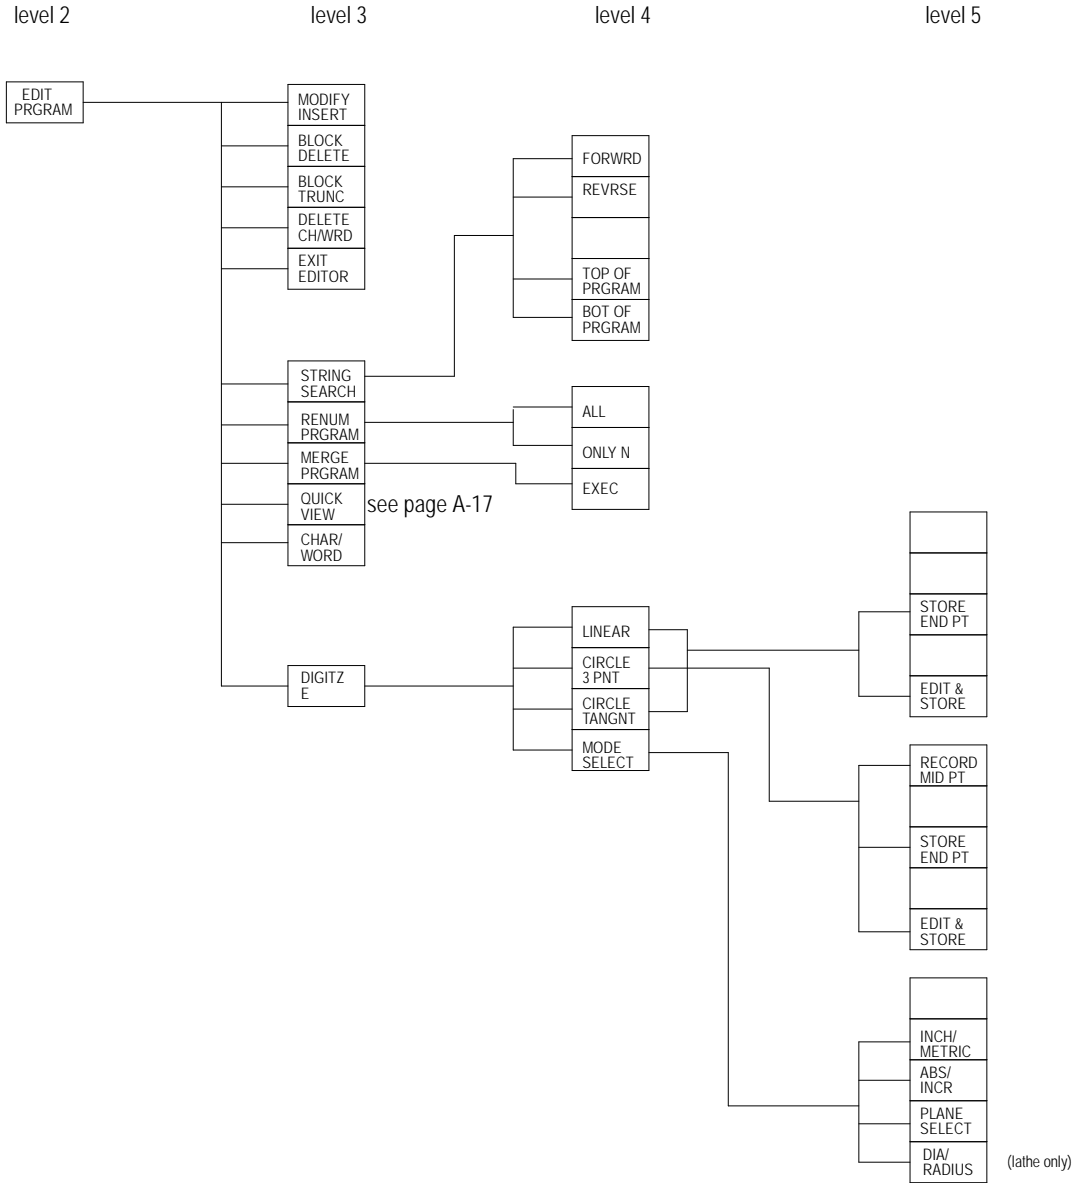 level 2
level 3
level 4
level 5
EDIT
PRGRAM
MODIFY
INSERT
BLOCK
DELETE
BLOCK
TRUNC
DELETE
CH/WRD
EXIT
EDITOR
STRING
SEARCH
RENUM
PRGRAM
MERGE
PRGRAM
QUICK
VIEW
see page A-17
CHAR/
WORD
DIGITZ
E
FORWRD
REVRSE
TOP OF
PRGRAM
BOT OF
PRGRAM
ALL
ONLY N
EXEC
LINEAR
CIRCLE
3 PNT
CIRCLE
TANGNT
MODE
SELECT
STORE
END PT
EDIT &
STORE
RECORD
MID PT
STORE
END PT
EDIT &
STORE
INCH/
METRIC
ABS/
INCR
PLANE
SELECT
DIA/
RADIUS
(lathe only)